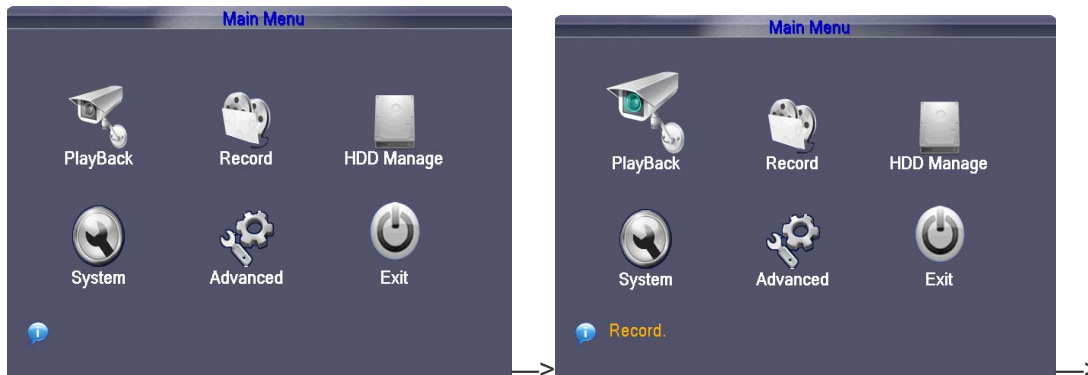 Main Menu
PlayBack Record HDD Manage
System Advanced Exit
—>
Main Menu
PlayBack Record HDD Manage
System Advanced Exit
Record.
—>